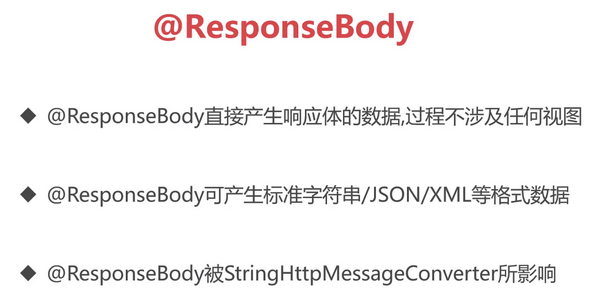 @ResponseBody
◆ @ResponseBody直接产生响应体的数据,过程不涉及任何视图
◆ @ResponseBody可产生标准字符串/JSON/XML等格式数据
◆ @ResponseBody被StringHttpMessageConverter所影响